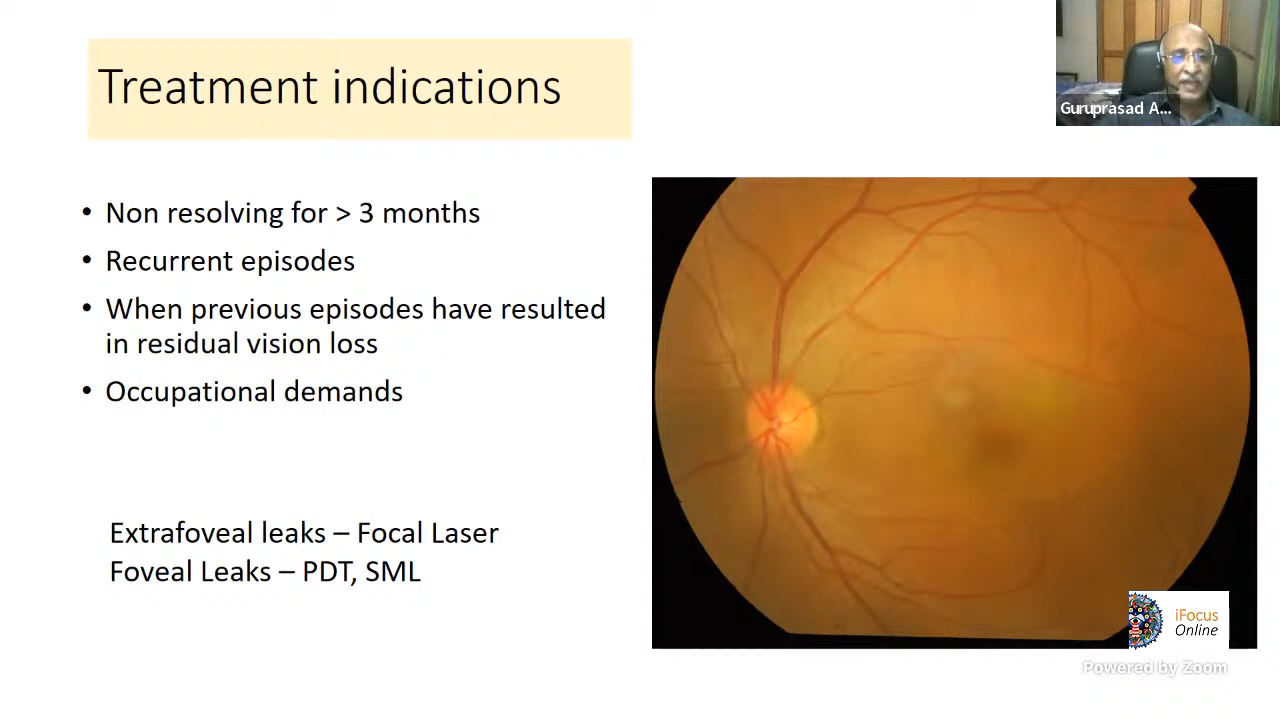 Treatment indications
Guruprasad A...
• Non resolving for > 3 months
• Recurrent episodes
• When previous episodes have resulted
in residual vision loss
• Occupational demands
Extrafoveal leaks – Focal Laser
Foveal Leaks – PDT, SML
iFocus
Online
Powered by Zoom